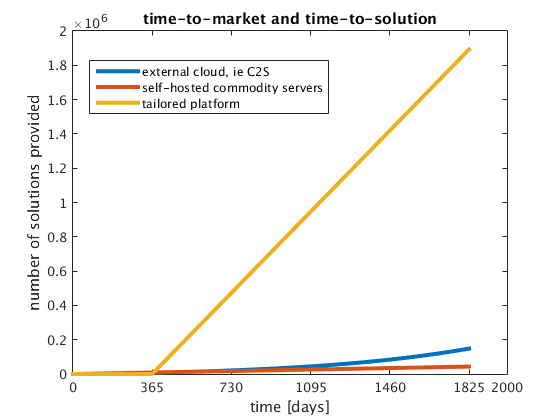 time-to-market and time-to-solution
×10^6
2
1.8
1.6
1.4
1.2
1
0.8
0.6
0.4
0.2
0
number of solutions provided
external cloud, ie C2S
self-hosted commodity servers
tailored platform
0 365 730 1095 1460 1825 2000
time [days]